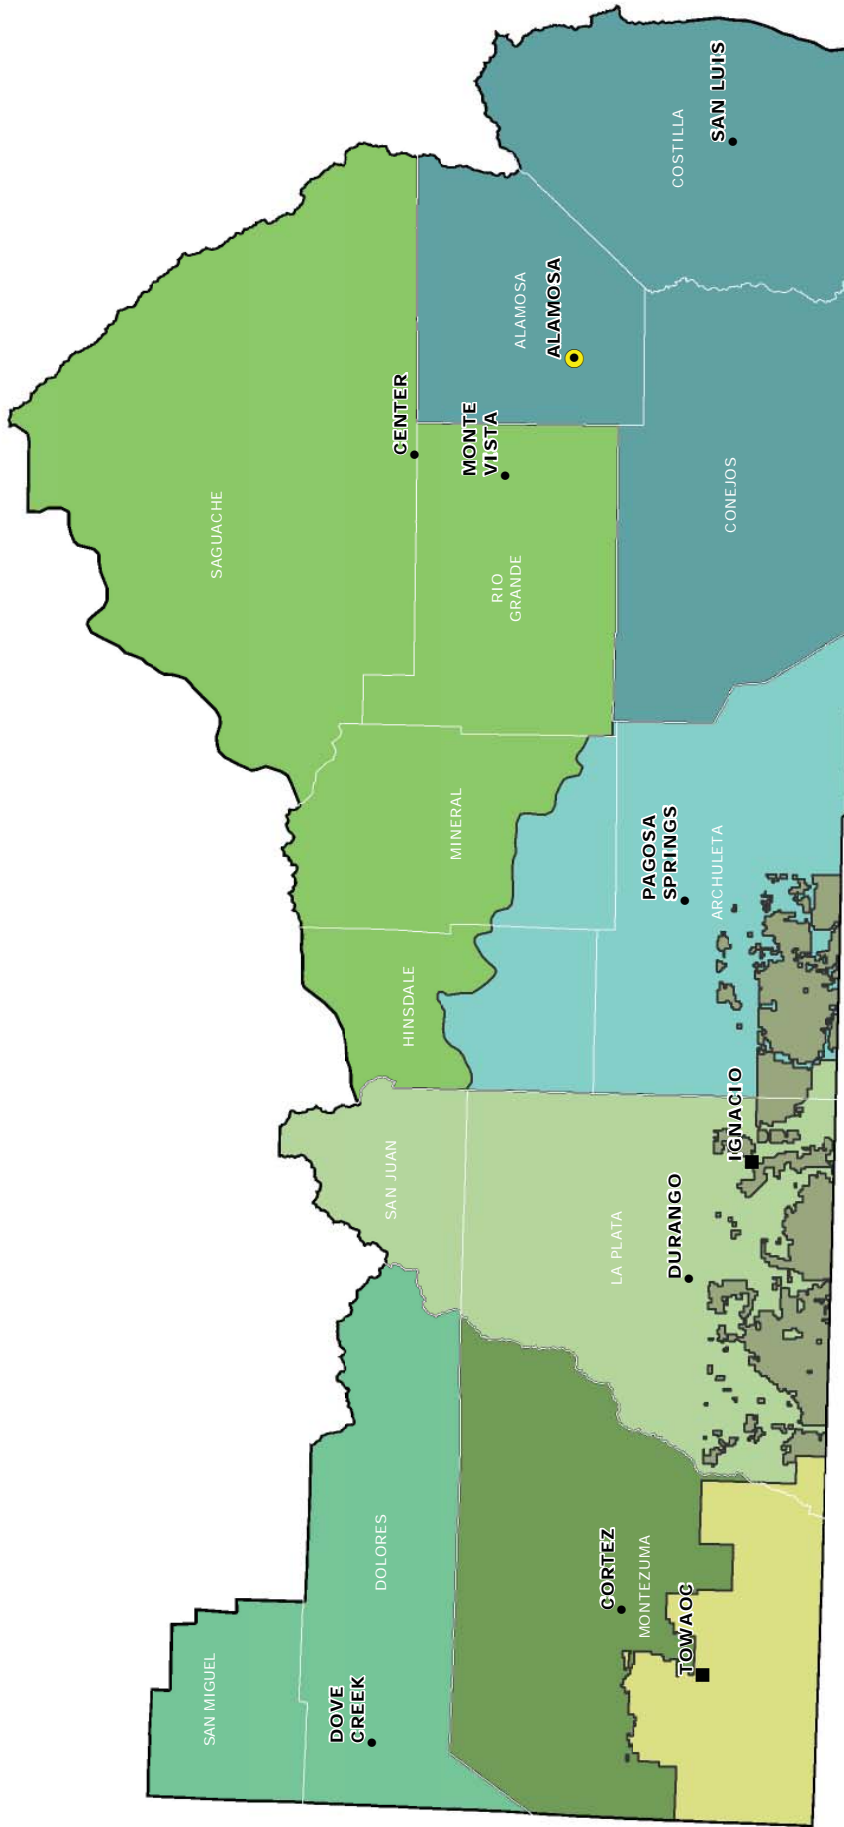 SAN LUIS
COSTILLA
ALAMOSA
ALAMOSA
CENTER
MONTE
VISTA
SAGUACHE
RIO
GRANDE
CONEJOS
MINERAL
PAGOSA
SPRINGS
ARCHULETA
HINSDALE
IGNACIO
SAN JUAN
DURANGO
LA PLATA
DOLORES
CORTEZ
MONTEZUMA
TOWAOC
SAN MIGUEL
DOVE
CREEK